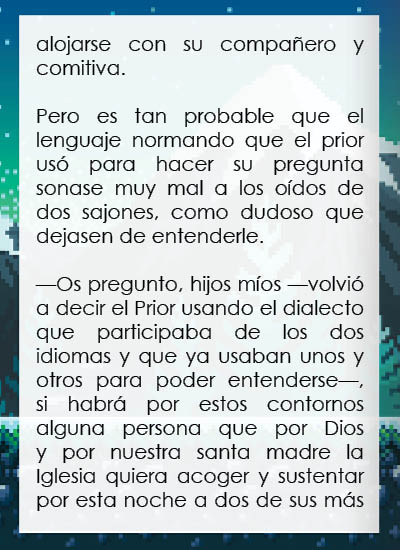 alojarse con su compañero y
comitiva.
Pero es tan probable que el
lenguaje normando que el prior
usó para hacer su pregunta
sonase muy mal a los oídos de
dos sajones, como dudoso que
dejasen de entenderle.
—Os pregunto, hijos míos —volvió
a decir el Prior usando el dialecto
que participaba de los dos
idiomas y que ya usaban unos y
otros para poder entenderse—,
si habrá por estos contornos
alguna persona que por Dios
y por nuestra santa madre la
Iglesia quiera acoger y sustentar
por esta noche a dos de sus más